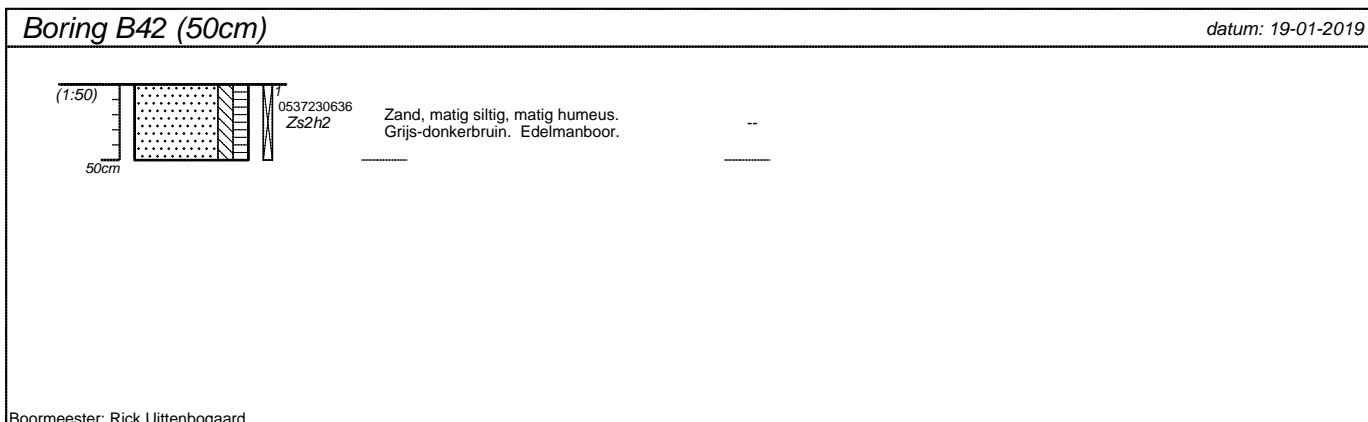 Boring B42 (50cm)
datum: 19-01-2019
(1:50)
1
0537230636
Zs2h2
Zand, matig siltig, matig humeus.
Grijs-donkerbruin. Edelmanboor.
--
50cm
Boormeester: Rick Uittenbogaard